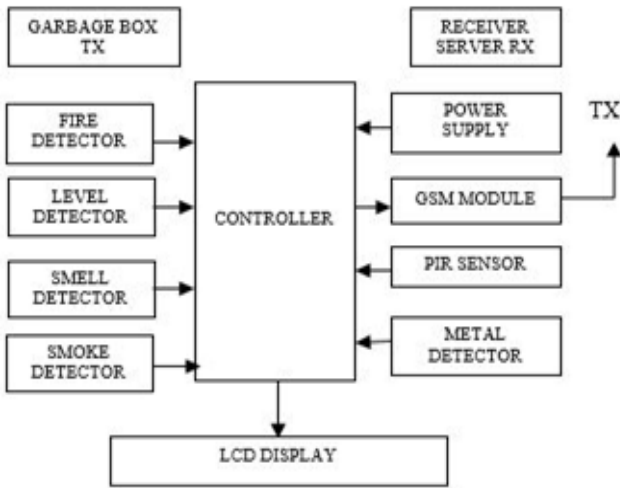 GARBAGE BOX
TX
RECEIVER
SERVER RX
FIRE
DETECTOR
LEVEL
DETECTOR
SMELL
DETECTOR
SMOKE
DETECTOR
CONTROLLER
POWER
SUPPLY
TX
GSM MODULE
PIR SENSOR
METAL
DETECTOR
LCD DISPLAY